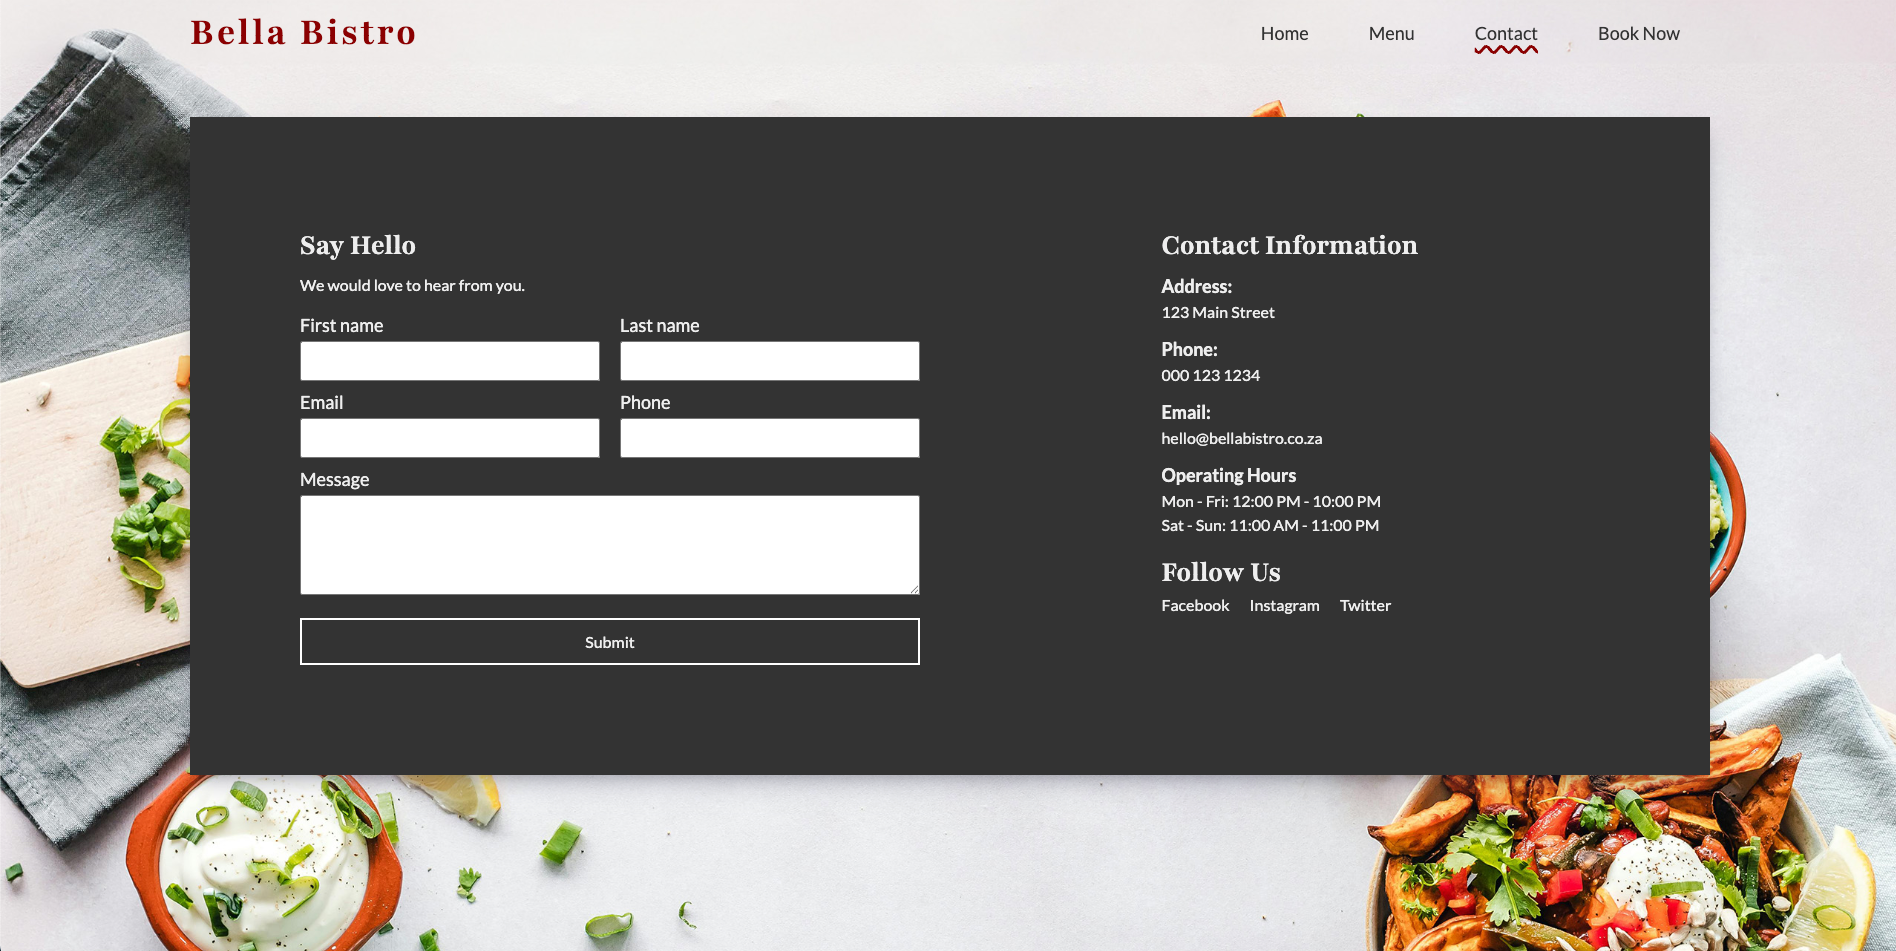 Bella Bistro
Home Menu Contact Book Now
Say Hello
We would love to hear from you.
First name Last name
Email Phone
Message
Submit
Contact Information
Address:
123 Main Street
Phone:
000 123 1234
Email:
hello@bellabistro.co.za
Operating Hours
Mon - Fri: 12:00 PM - 10:00 PM
Sat - Sun: 11:00 AM - 11:00 PM
Follow Us
Facebook Instagram Twitter